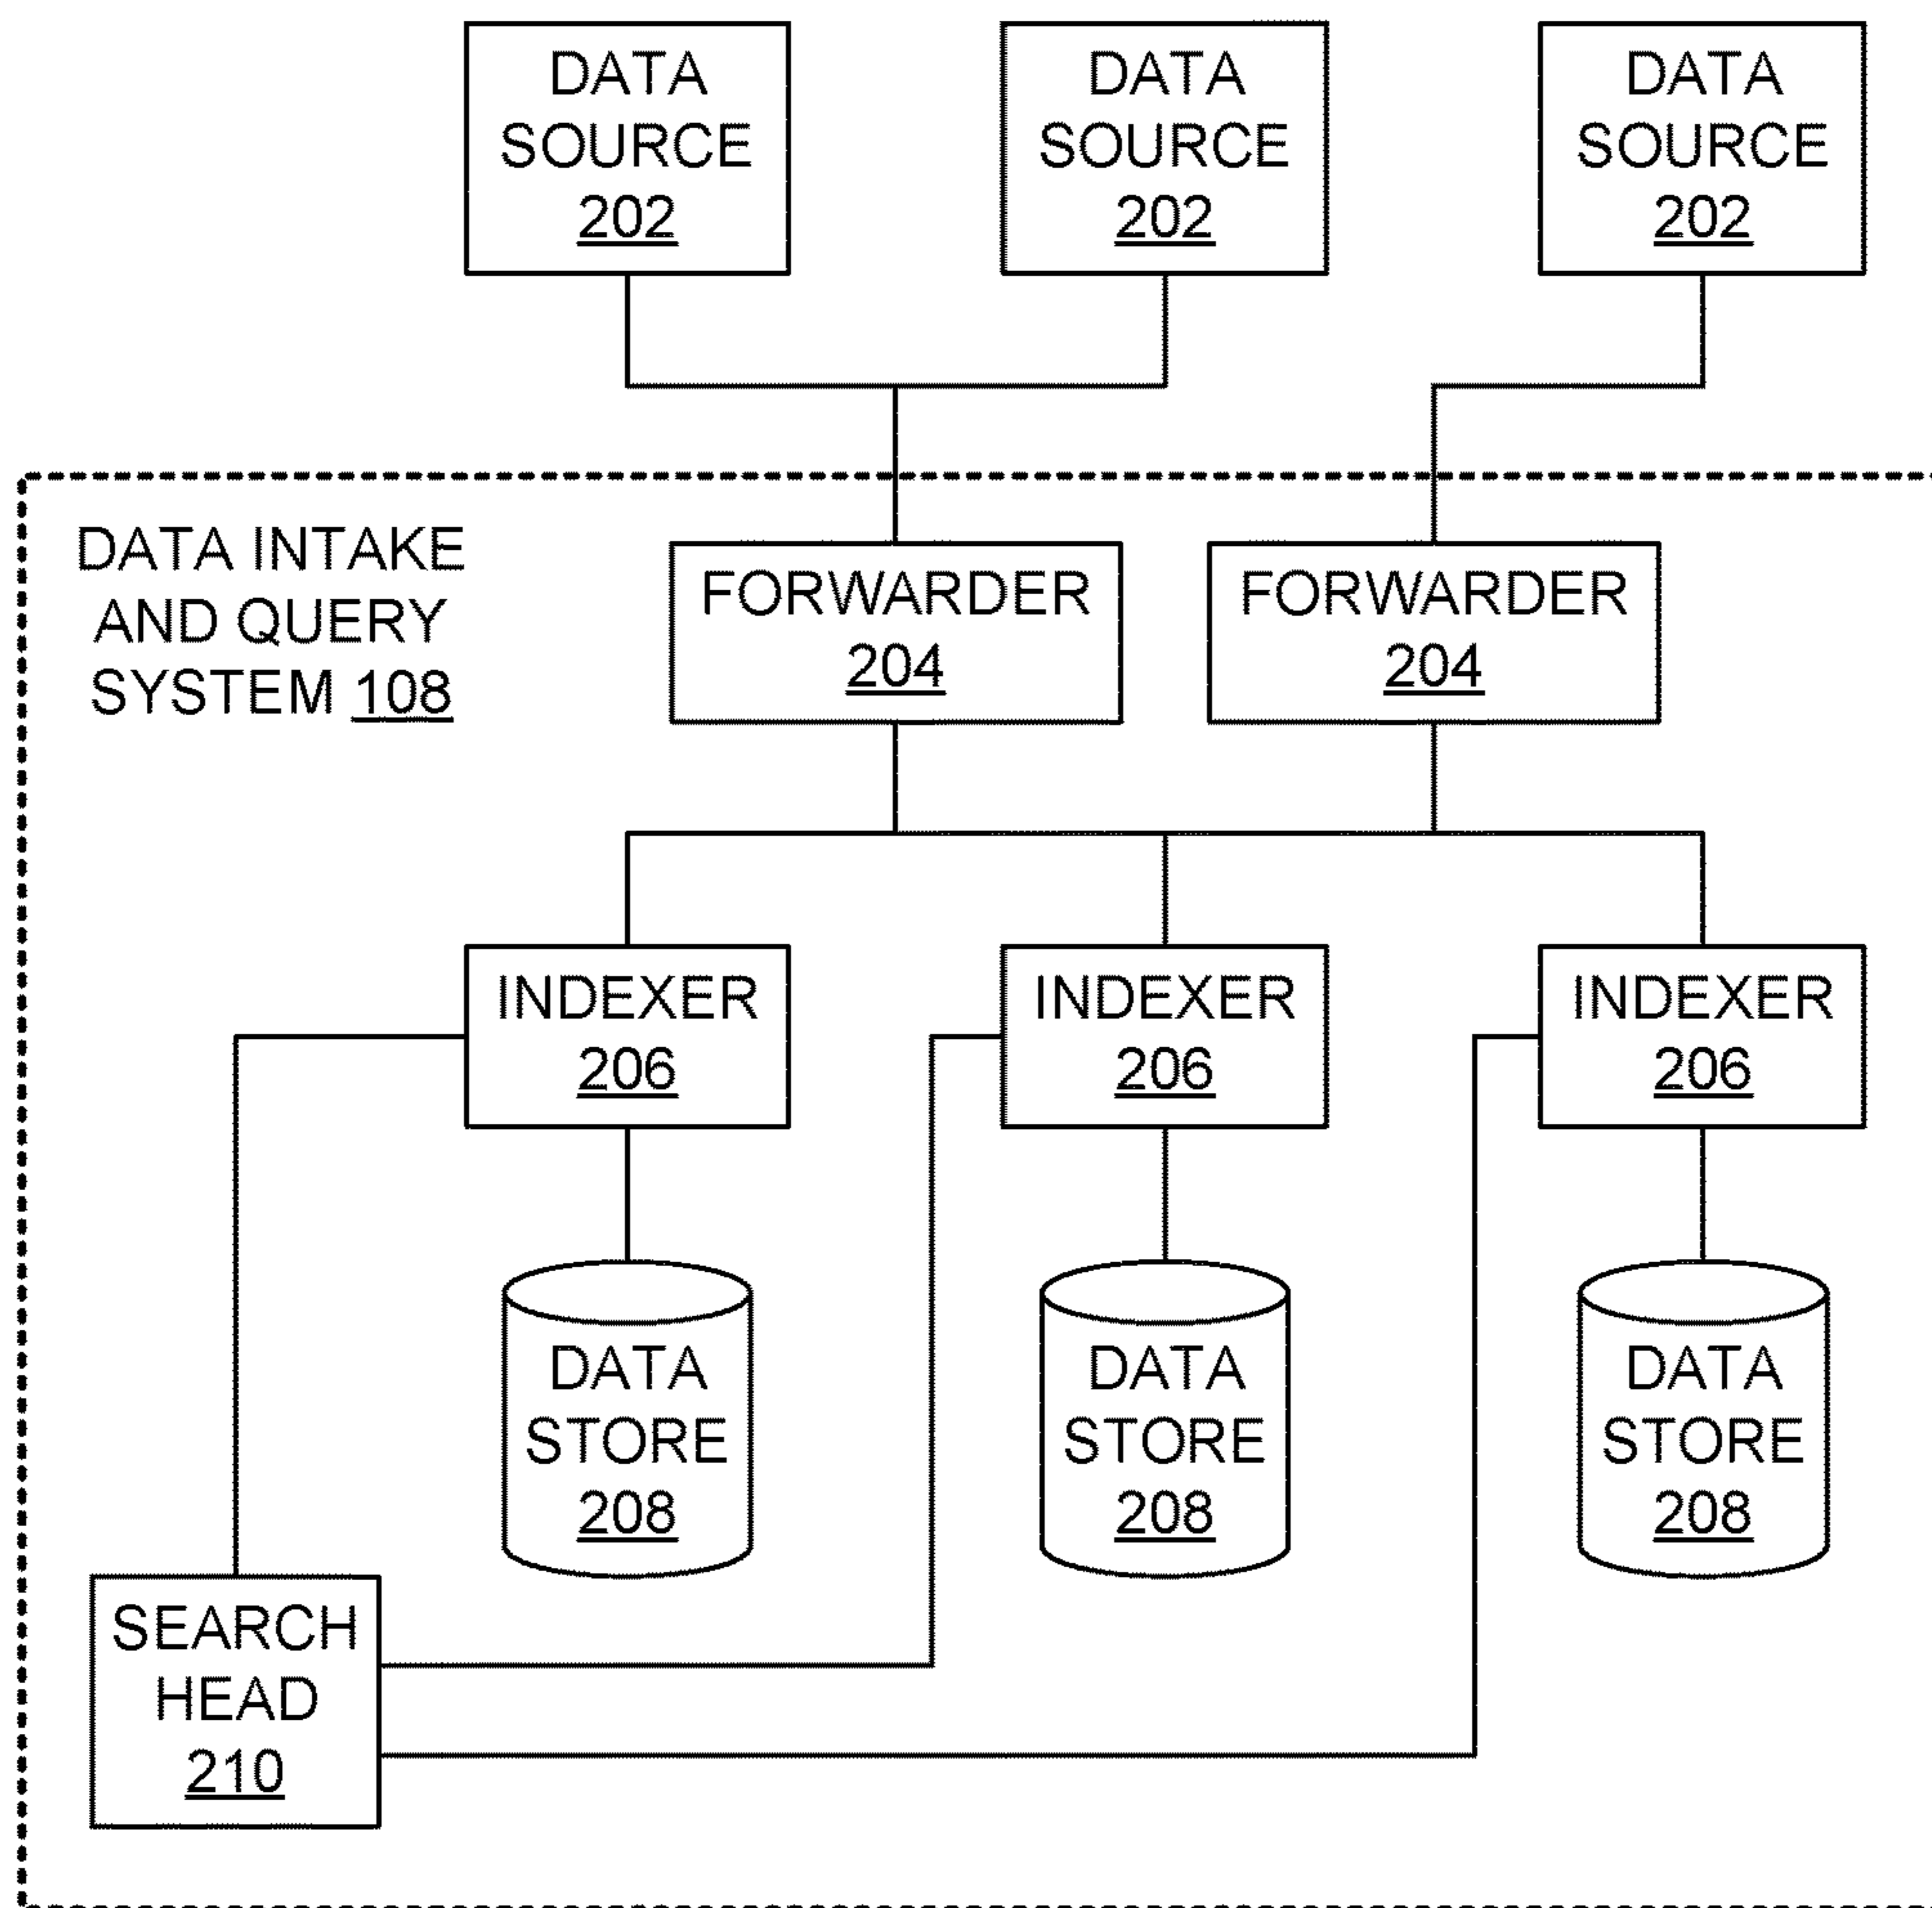 DATA
SOURCE
202
DATA
SOURCE
202
DATA
SOURCE
202
DATA INTAKE
AND QUERY
SYSTEM 108
FORWARDER
204
FORWARDER
204
INDEXER
206
INDEXER
206
INDEXER
206
DATA
STORE
208
DATA
STORE
208
DATA
STORE
208
SEARCH
HEAD
210